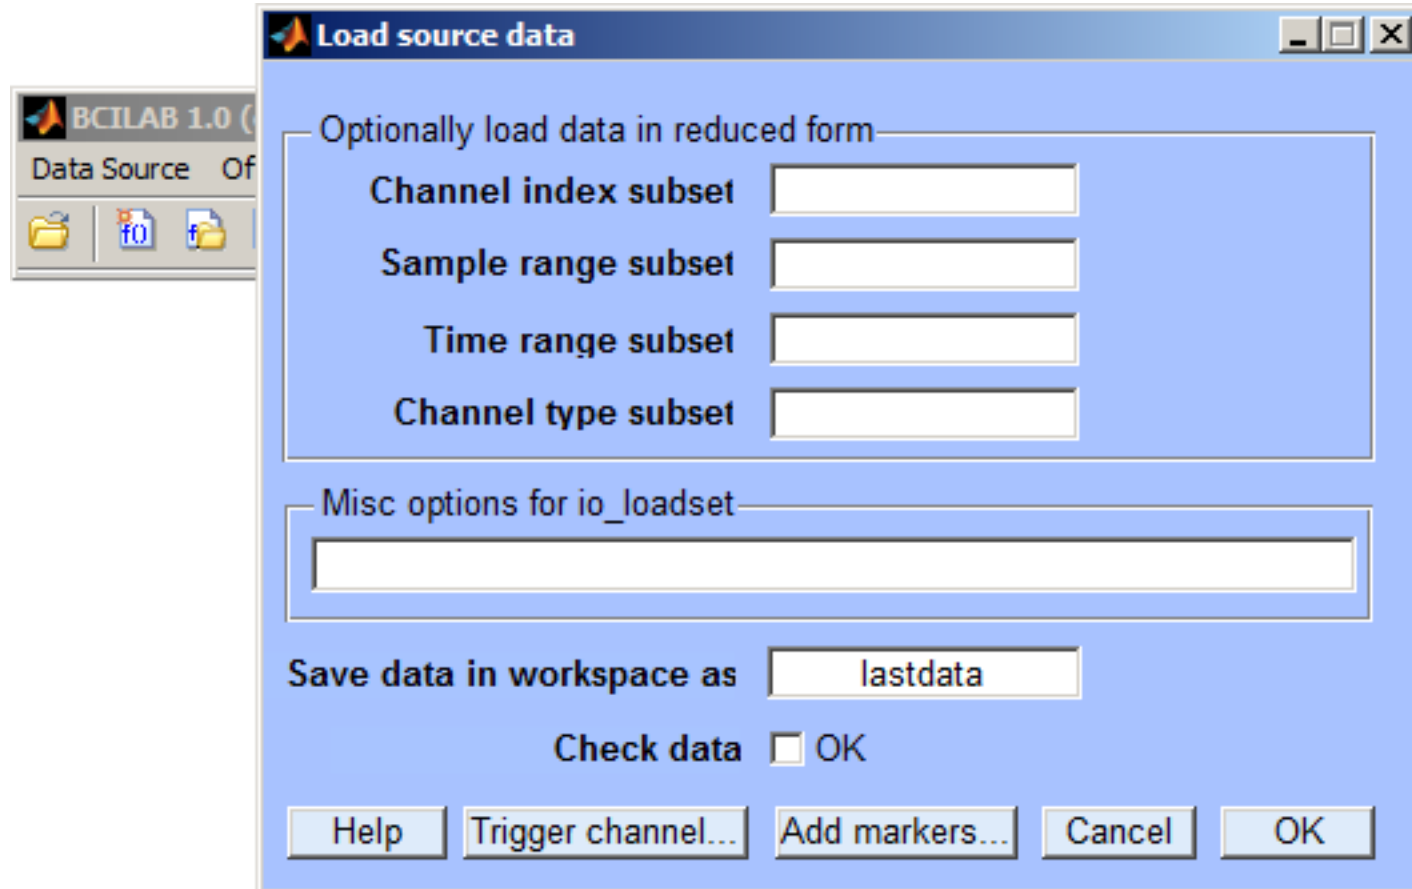 Load source data
BCILAB 1.0 (
Data Source Of
Optionally load data in reduced form
Channel index subset
Sample range subset
Time range subset
Channel type subset
Misc options for io_loadset
Save data in workspace as lastdata
Check data OK
Help Trigger channel... Add markers... Cancel OK